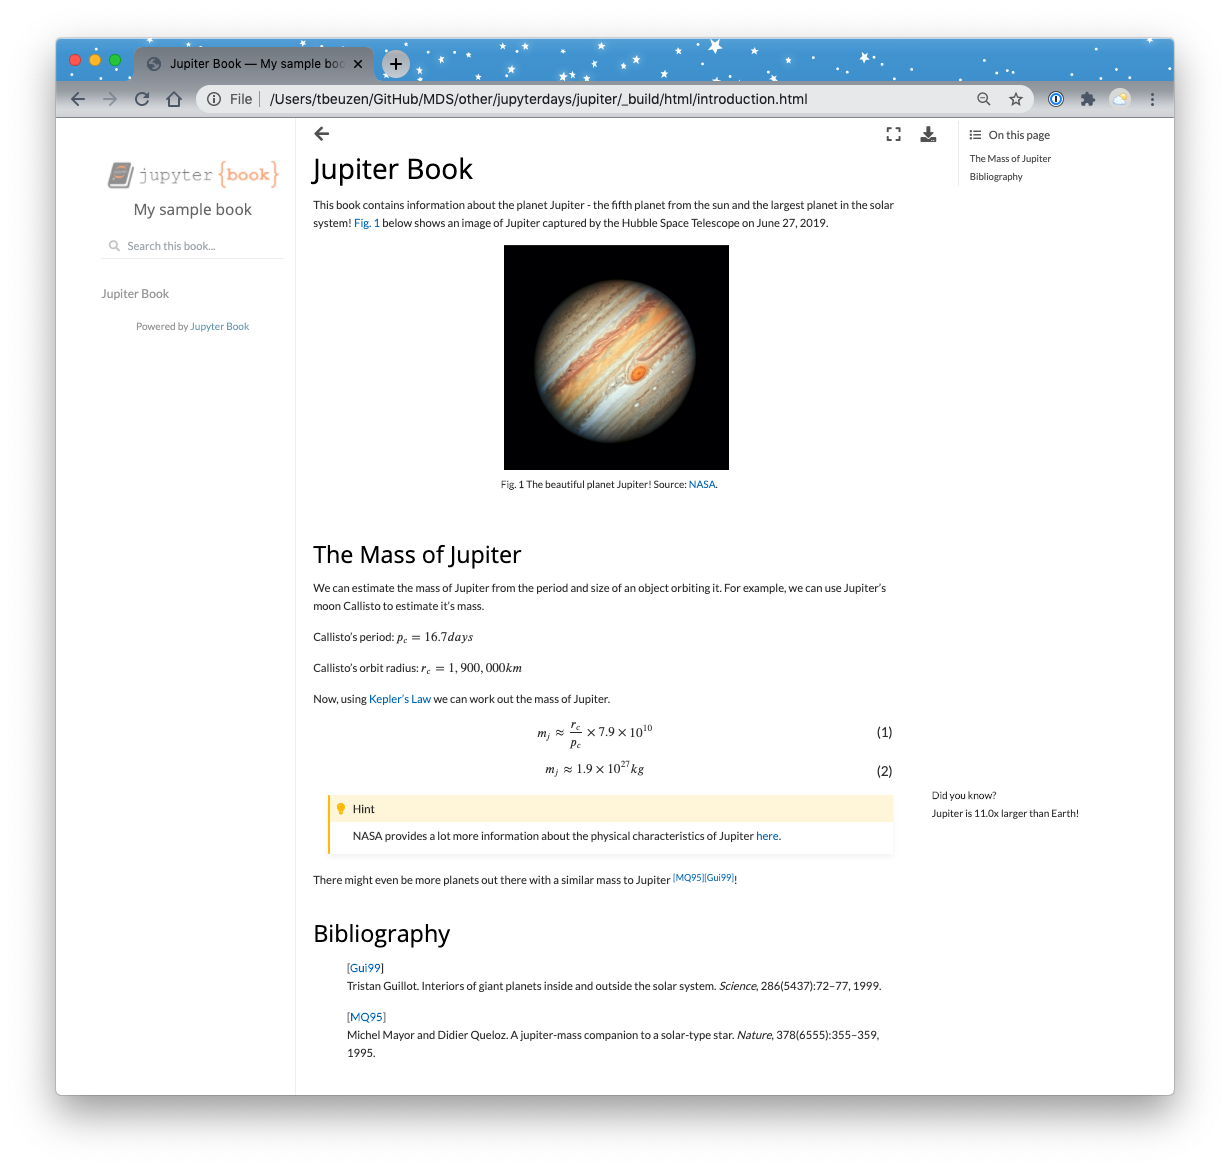 Jupiter Book — My sample boo
File /Users/tbeuzen/GitHub/MDS/other/jupyterdays/jupiter/_build/html/introduction.html
jupyter {book}
My sample book
Search this book...
Jupiter Book
Powered by Jupyter Book
Jupiter Book
This book contains information about the planet Jupiter - the fifth planet from the sun and the largest planet in the solar
system! Fig. 1 below shows an image of Jupiter captured by the Hubble Space Telescope on June 27, 2019.
Fig. 1 The beautiful planet Jupiter! Source: NASA.
The Mass of Jupiter
We can estimate the mass of Jupiter from the period and size of an object orbiting it. For example, we can use Jupiter's
moon Callisto to estimate it's mass.
Callisto's period: p_c = 16.7days
Callisto's orbit radius: r_c = 1,900,000km
Now, using Kepler's Law we can work out the mass of Jupiter.
m_j ≈ r_c/p_c × 7.9 × 10^10 (1)
m_j ≈ 1.9 × 10^27 kg (2)
Hint
NASA provides a lot more information about the physical characteristics of Jupiter here.
There might even be more planets out there with a similar mass to Jupiter [MQ95][Gui99]!
Bibliography
[Gui99]
Tristan Guillot. Interiors of giant planets inside and outside the solar system. Science, 286(5437):72–77, 1999.
[MQ95]
Michel Mayor and Didier Queloz. A jupiter-mass companion to a solar-type star. Nature, 378(6555):355–359,
1995.
On this page
The Mass of Jupiter
Bibliography
Did you know?
Jupiter is 11.0x larger than Earth!